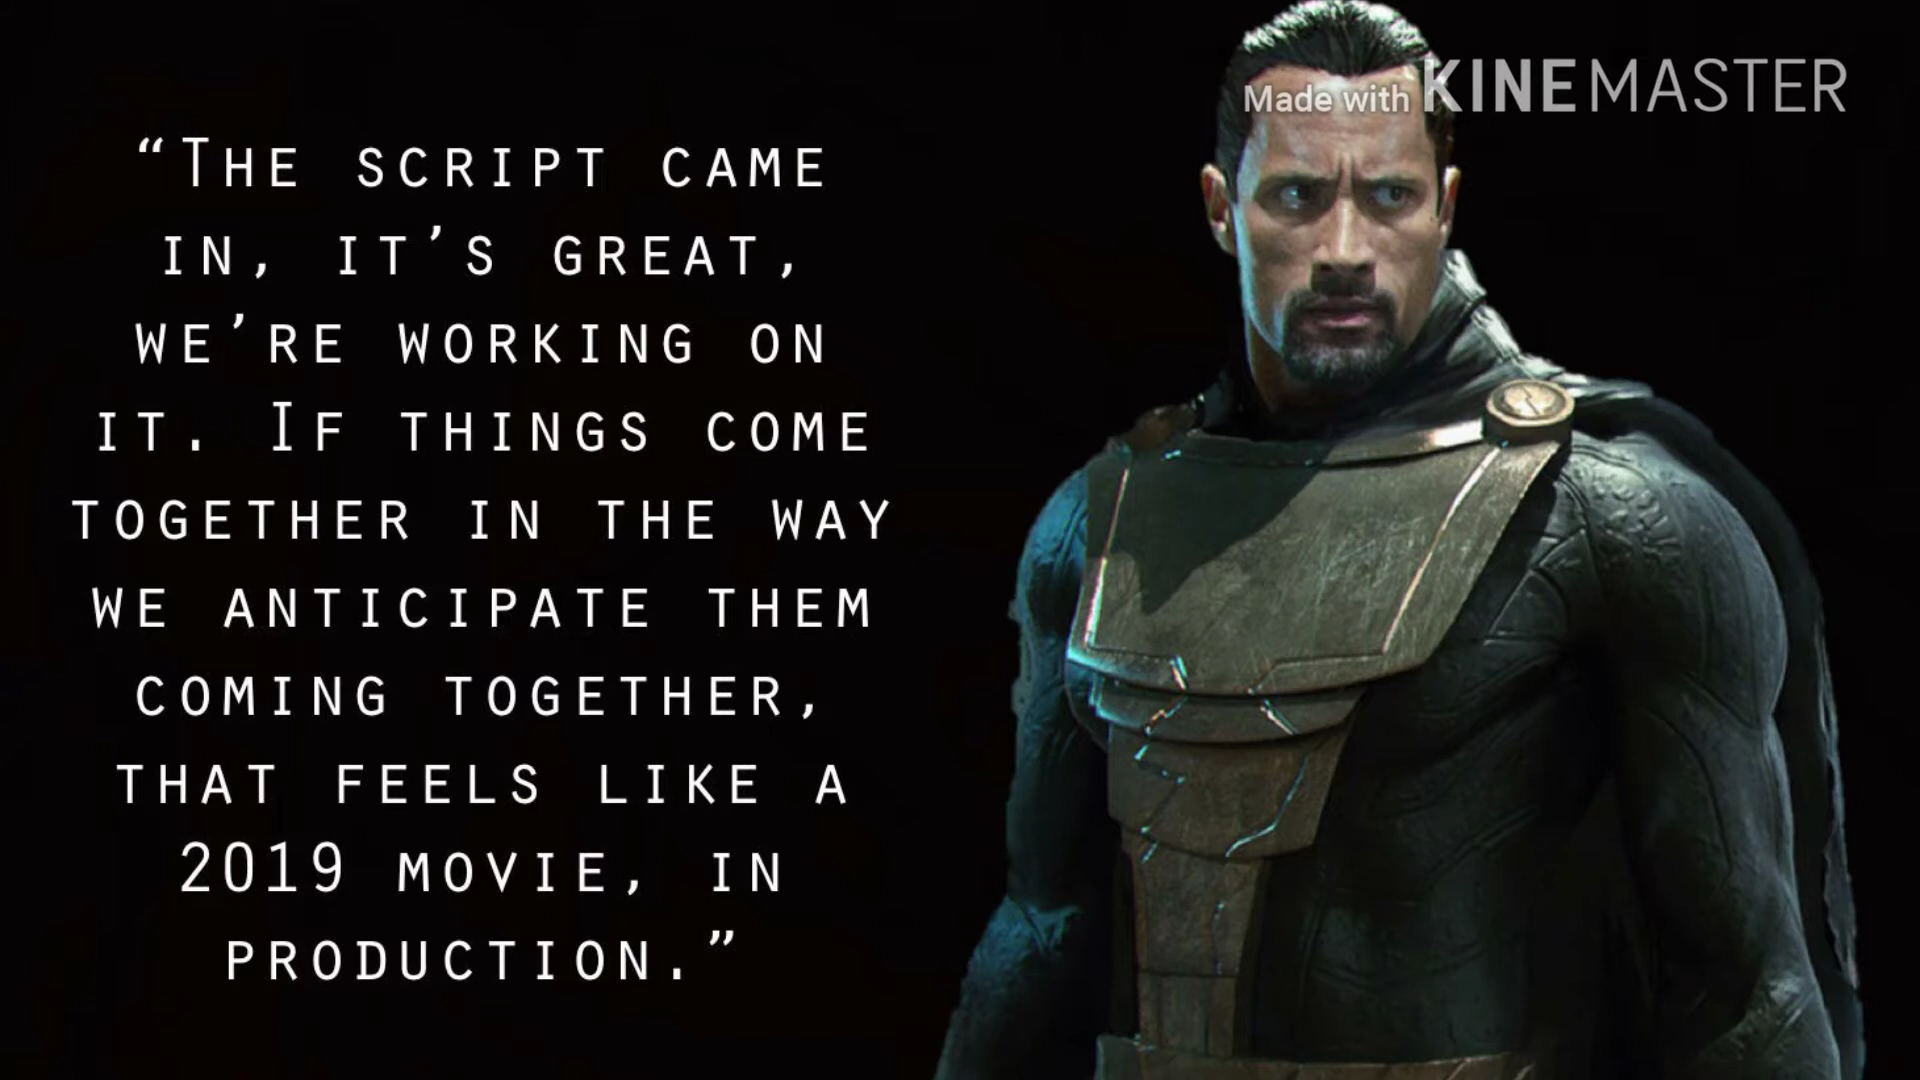 Made with KINEMASTER
“The script came
in, it’s great,
we’re working on
it. If things come
together in the way
we anticipate them
coming together,
that feels like a
2019 movie, in
production.”